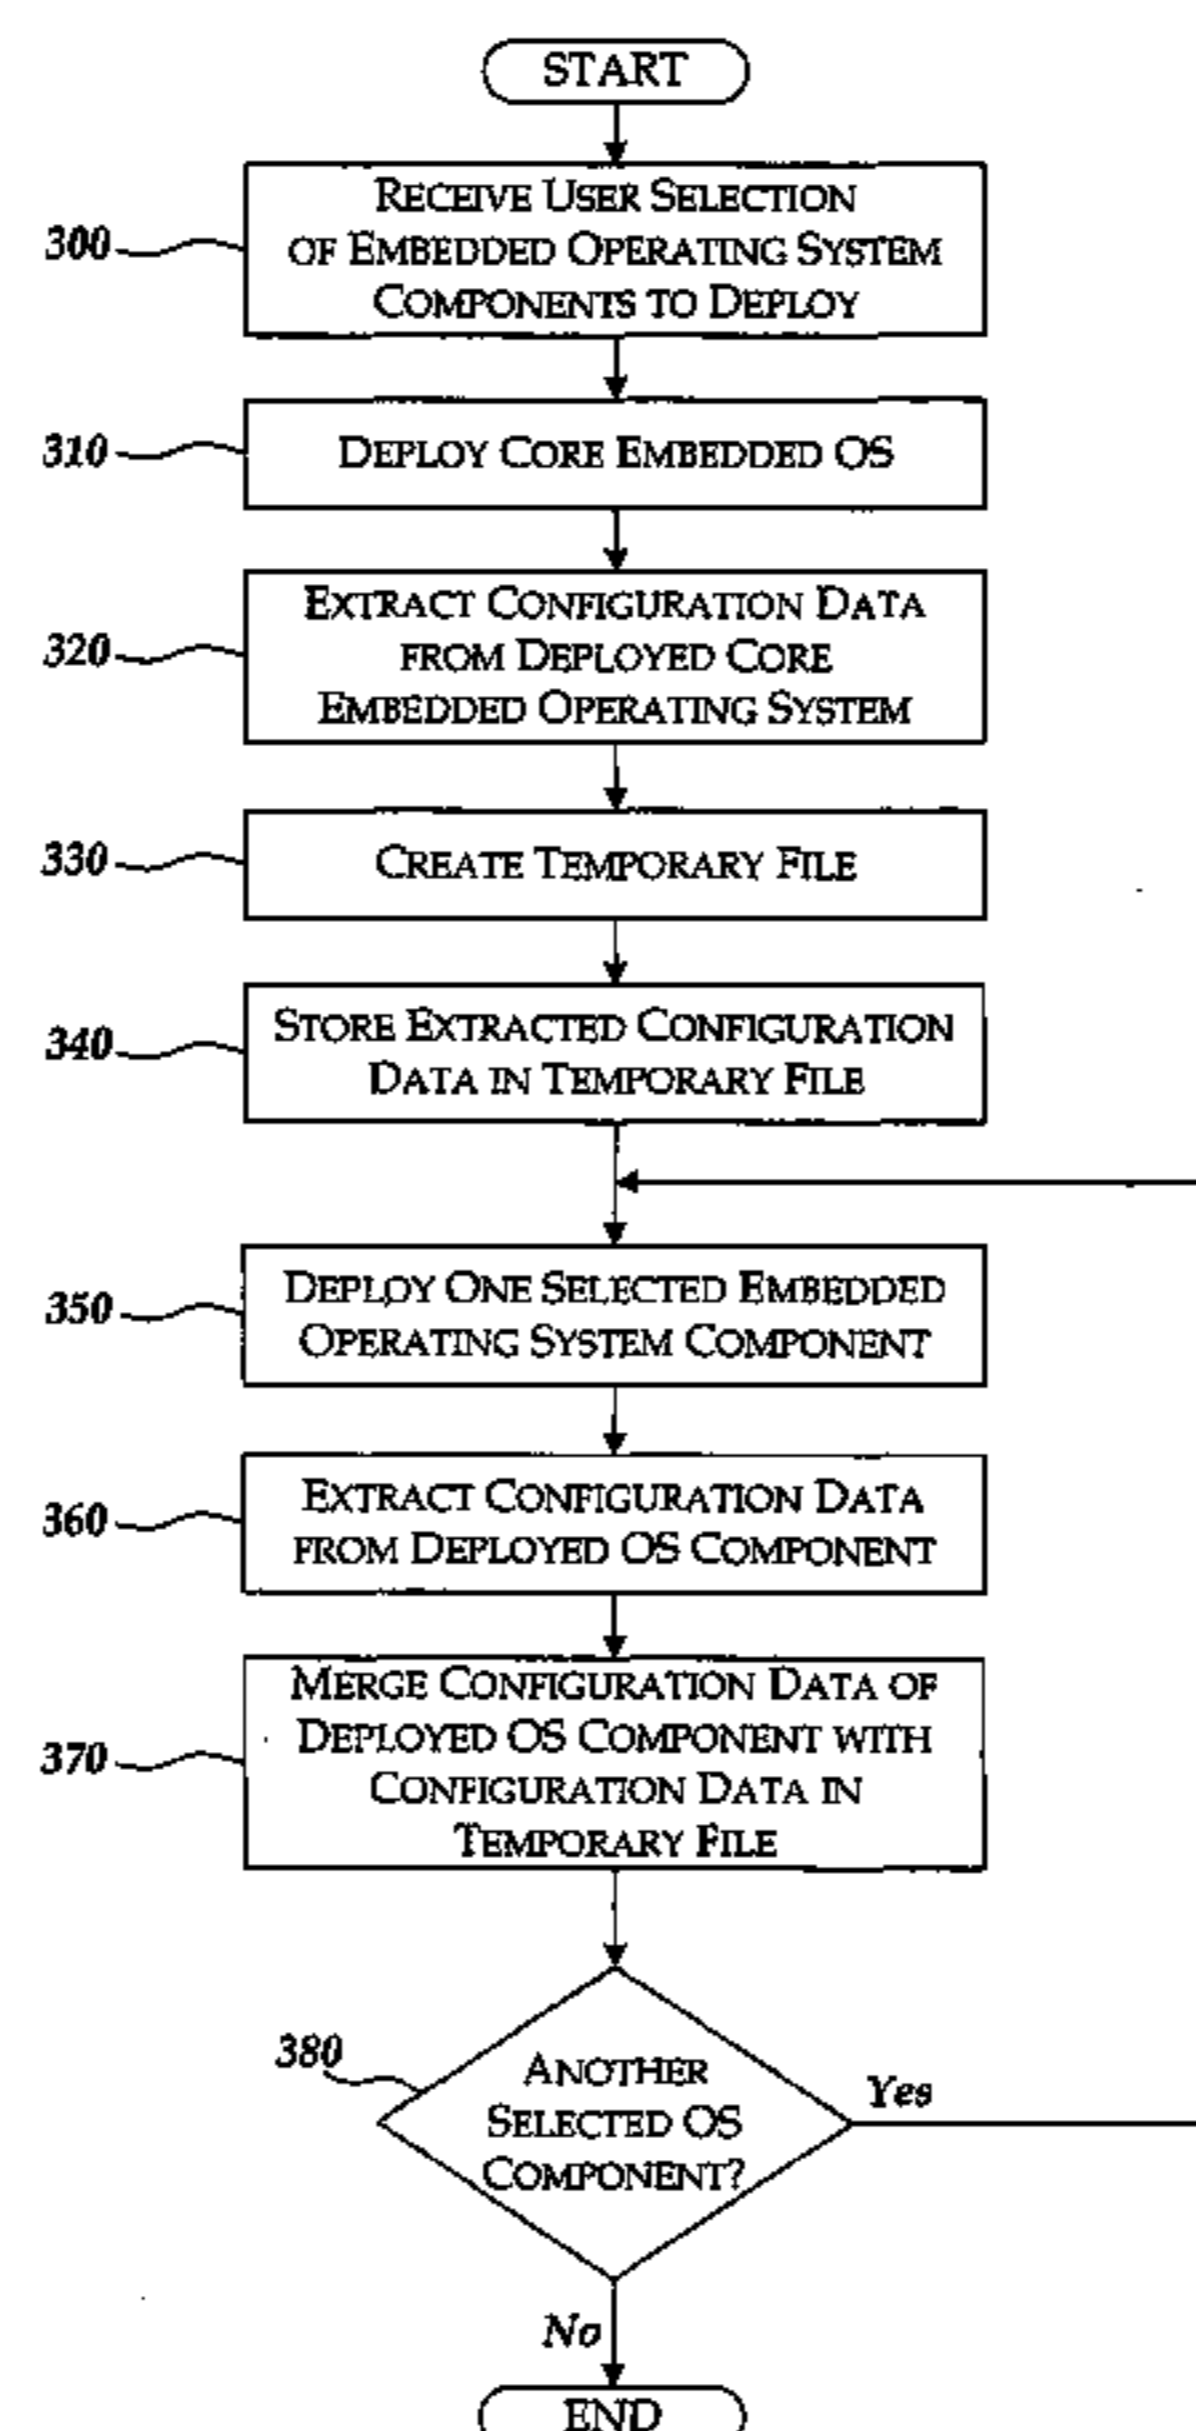 START
300
RECEIVE USER SELECTION
OF EMBEDDED OPERATING SYSTEM
COMPONENTS TO DEPLOY
310
DEPLOY CORE EMBEDDED OS
320
EXTRACT CONFIGURATION DATA
FROM DEPLOYED CORE
EMBEDDED OPERATING SYSTEM
330
CREATE TEMPORARY FILE
340
STORE EXTRACTED CONFIGURATION
DATA IN TEMPORARY FILE
350
DEPLOY ONE SELECTED EMBEDDED
OPERATING SYSTEM COMPONENT
360
EXTRACT CONFIGURATION DATA
FROM DEPLOYED OS COMPONENT
370
MERGE CONFIGURATION DATA OF
DEPLOYED OS COMPONENT WITH
CONFIGURATION DATA IN
TEMPORARY FILE
380
ANOTHER
SELECTED OS
COMPONENT?
Yes
No
END